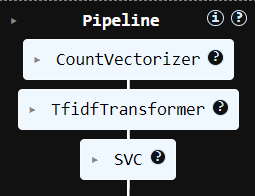 Pipeline i ?
CountVectorizer ?
TfidfTransformer ?
SVC ?